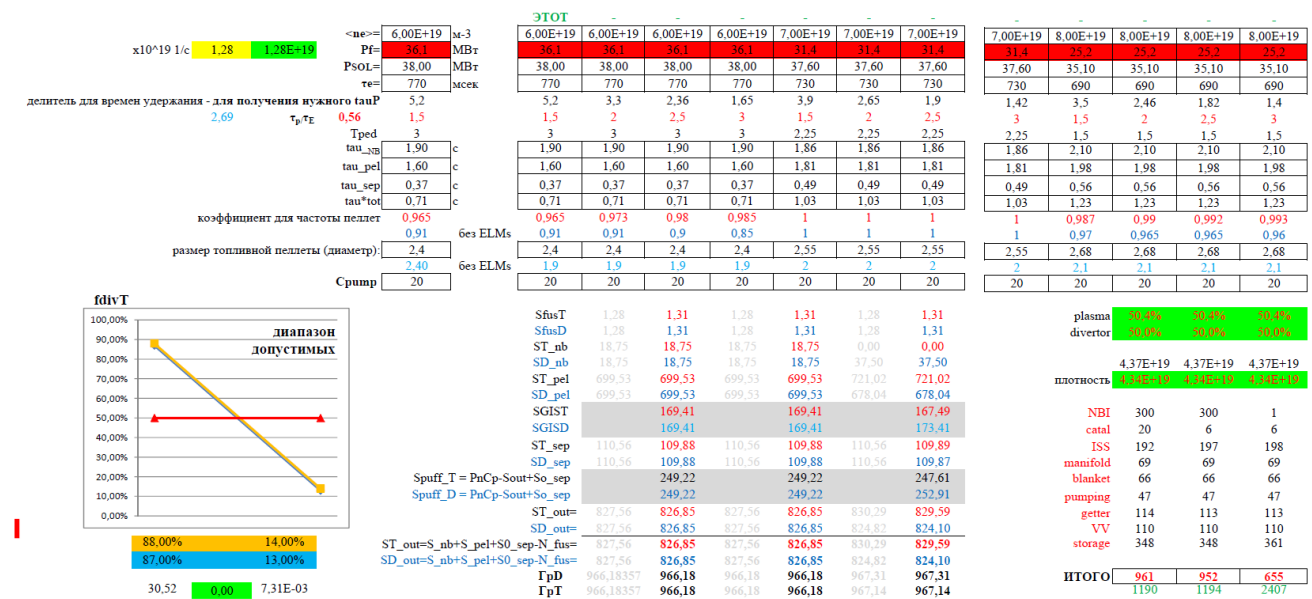 ЭТОТ - - - - - - - - - - -
<ne>= 6,00E+19 м-3 6,00E+19 6,00E+19 6,00E+19 6,00E+19 7,00E+19 7,00E+19 7,00E+19 7,00E+19 8,00E+19 8,00E+19 8,00E+19 8,00E+19
x10^19 1/с 1,28 1,28E+19 Pf= 36,1 МВт 36,1 36,1 36,1 36,1 31,4 31,4 31,4 31,4 25,2 25,2 25,2 25,2
PSOL= 38,00 МВт 38,00 38,00 38,00 38,00 37,60 37,60 37,60 37,60 35,10 35,10 35,10 35,10
τe= 770 мсек 770 770 770 770 730 730 730 730 690 690 690 690
делитель для времен удержания - для получения нужного tauP 5,2 5,2 3,3 2,36 1,65 3,9 2,65 1,9 1,42 3,5 2,46 1,82 1,4
2,69 τp/τE 0,56 1,5 1,5 2 2,5 3 1,5 2 2,5 3 1,5 2 2,5 3
Tped 3 3 3 3 3 2,25 2,25 2,25 2,25 1,5 1,5 1,5 1,5
tau_NB 1,90 с 1,90 1,90 1,90 1,90 1,86 1,86 1,86 1,86 2,10 2,10 2,10 2,10
tau_pel 1,60 с 1,60 1,60 1,60 1,60 1,81 1,81 1,81 1,81 1,98 1,98 1,98 1,98
tau_sep 0,37 с 0,37 0,37 0,37 0,37 0,49 0,49 0,49 0,49 0,56 0,56 0,56 0,56
tau*tot 0,71 с 0,71 0,71 0,71 0,71 1,03 1,03 1,03 1,03 1,23 1,23 1,23 1,23
коэффициент для частоты пеллет 0,965 0,965 0,973 0,98 0,985 1 1 1 1 0,987 0,99 0,992 0,993
0,91 без ELMs 0,91 0,91 0,9 0,85 1 1 1 1 0,97 0,965 0,965 0,96
размер топливной пеллеты (диаметр): 2,4 2,4 2,4 2,4 2,4 2,55 2,55 2,55 2,55 2,68 2,68 2,68 2,68
2,40 без ELMs 1,9 1,9 1,9 1,9 2 2 2 2 2,1 2,1 2,1 2,1
Cpump 20 20 20 20 20 20 20 20 20 20 20 20 20
fdivT
диапазон
допустимых
100,00%
90,00%
80,00%
70,00%
60,00%
50,00%
40,00%
30,00%
20,00%
10,00%
0,00%
88,00% 14,00%
87,00% 13,00%
30,52 0,00 7,31E-03
SfusT 1,28 1,31 1,28 1,31 1,28 1,31
SfusD 1,28 1,31 1,28 1,31 1,28 1,31
ST_nb 18,75 18,75 18,75 18,75 0,00 0,00
SD_nb 18,75 18,75 18,75 18,75 37,50 37,50
ST_pel 699,53 699,53 699,53 699,53 721,02 721,02
SD_pel 699,53 699,53 699,53 699,53 678,04 678,04
SGIST 169,41 169,41 167,49
SGISD 169,41 169,41 173,41
ST_sep 110,56 109,88 110,56 109,88 110,56 109,89
SD_sep 110,56 109,88 110,56 109,88 110,56 109,87
Spuff_T = PnCp-Sout+So_sep 249,22 249,22 247,61
Spuff_D = PnCp-Sout+So_sep 249,22 249,22 252,91
ST_out= 827,56 826,85 827,56 826,85 830,29 829,59
SD_out= 827,56 826,85 827,56 826,85 824,82 824,10
ST_out=S_nb+S_pel+S0_sep-N_fus= 827,56 826,85 827,56 826,85 830,29 829,59
SD_out=S_nb+S_pel+S0_sep-N_fus= 827,56 826,85 827,56 826,85 824,82 824,10
ГpD 966,18357 966,18 966,18 966,18 967,31 967,31
ГpT 966,18357 966,18 966,18 966,18 967,14 967,14
plasma 50,4% 50,4% 50,4%
divertor 50,0% 50,0% 50,0%
4,37E+19 4,37E+19 4,37E+19
плотность 4,34E+19 4,34E+19 4,34E+19
NBI 300 300 1
catal 20 6 6
ISS 192 197 198
manifold 69 69 69
blanket 66 66 66
pumping 47 47 47
getter 114 113 113
VV 110 110 110
storage 348 348 361
ИТОГО 961 952 655
1190 1194 2407